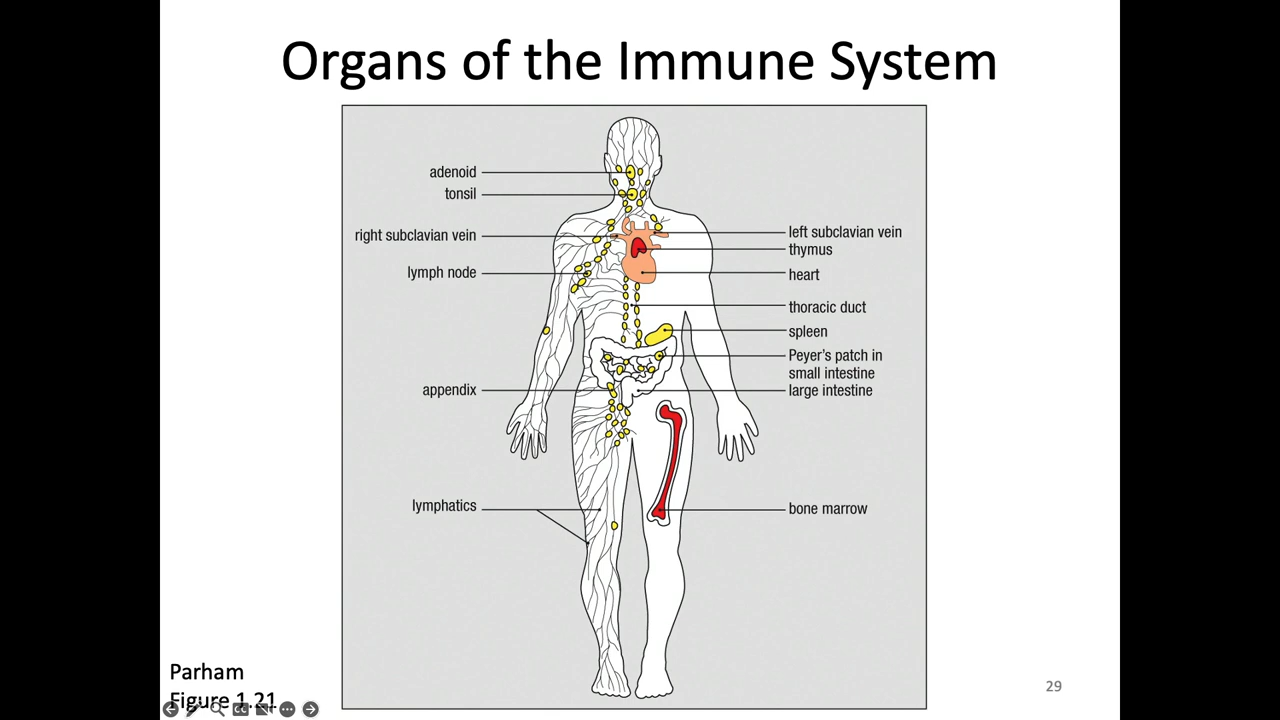 Organs of the Immune System
adenoid
tonsil
right subclavian vein
lymph node
appendix
lymphatics
left subclavian vein
thymus
heart
thoracic duct
spleen
Peyer’s patch in
small intestine
large intestine
bone marrow
Parham
Figure 1.21
29